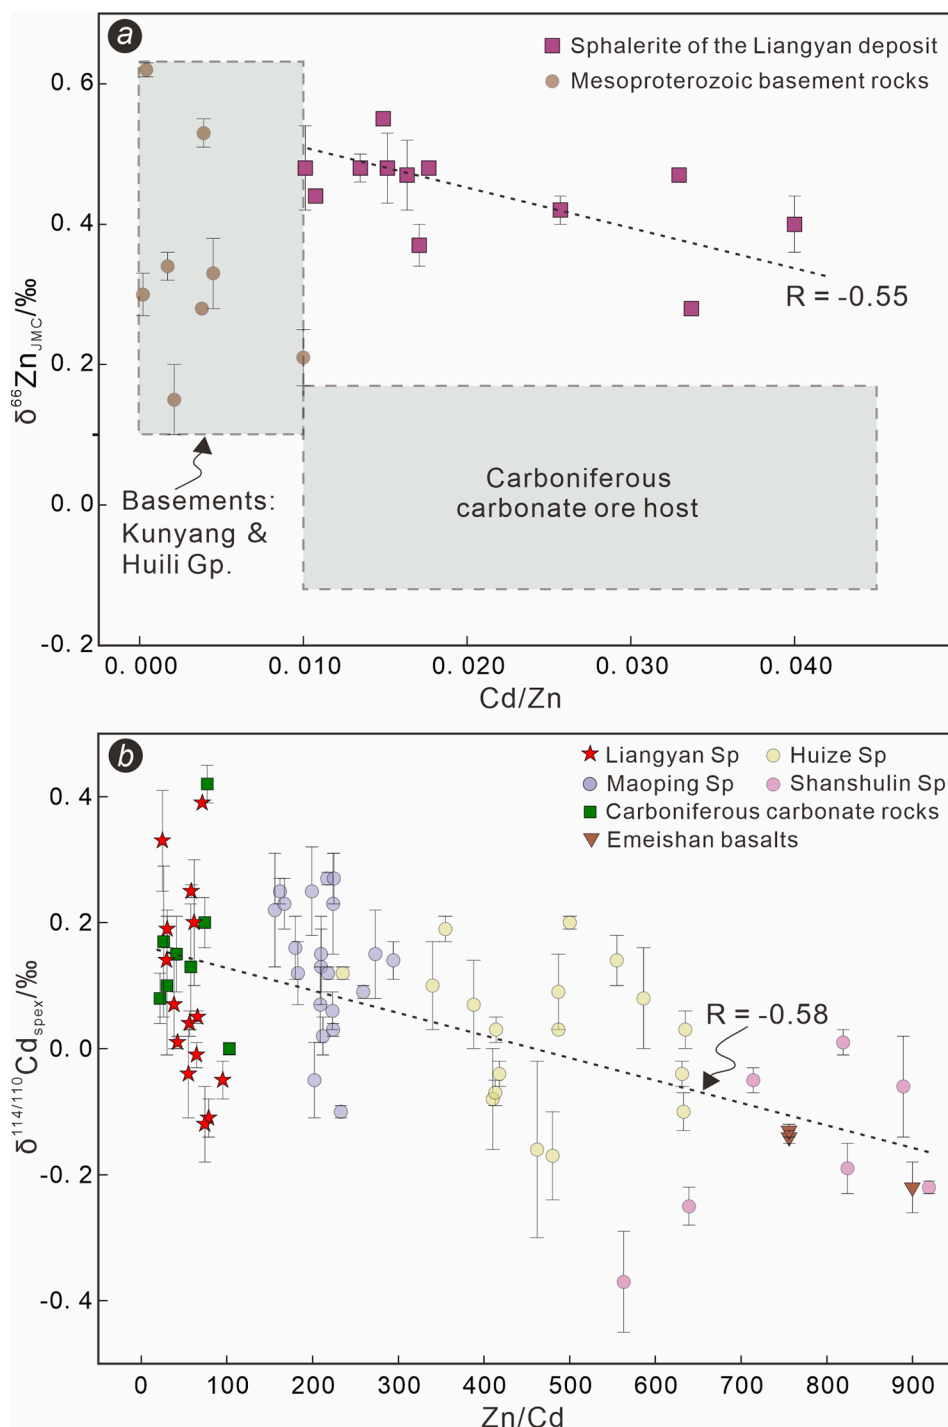 a
Sphalerite of the Liangyan deposit
Mesoproterozoic basement rocks
0.6
0.4
0.2
0.0
-0.2
δ⁶⁶Zn_JMC/‰
R = -0.55
Basements:
Kunyang &
Huili Gp.
Carboniferous
carbonate ore host
0.000 0.010 0.020 0.030 0.040
Cd/Zn
b
Liangyan Sp Huize Sp
Maoping Sp Shanshulin Sp
Carboniferous carbonate rocks
Emeishan basalts
0.4
0.2
0.0
-0.2
-0.4
δ¹¹⁴/¹¹⁰Cd_spex/‰
R = -0.58
0 100 200 300 400 500 600 700 800 900
Zn/Cd